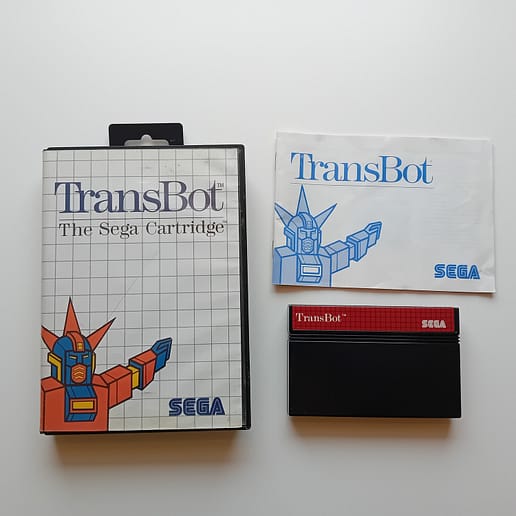 TransBot™
The Sega Cartridge™
SEGA
TransBot
SEGA
TransBot™
SEGA